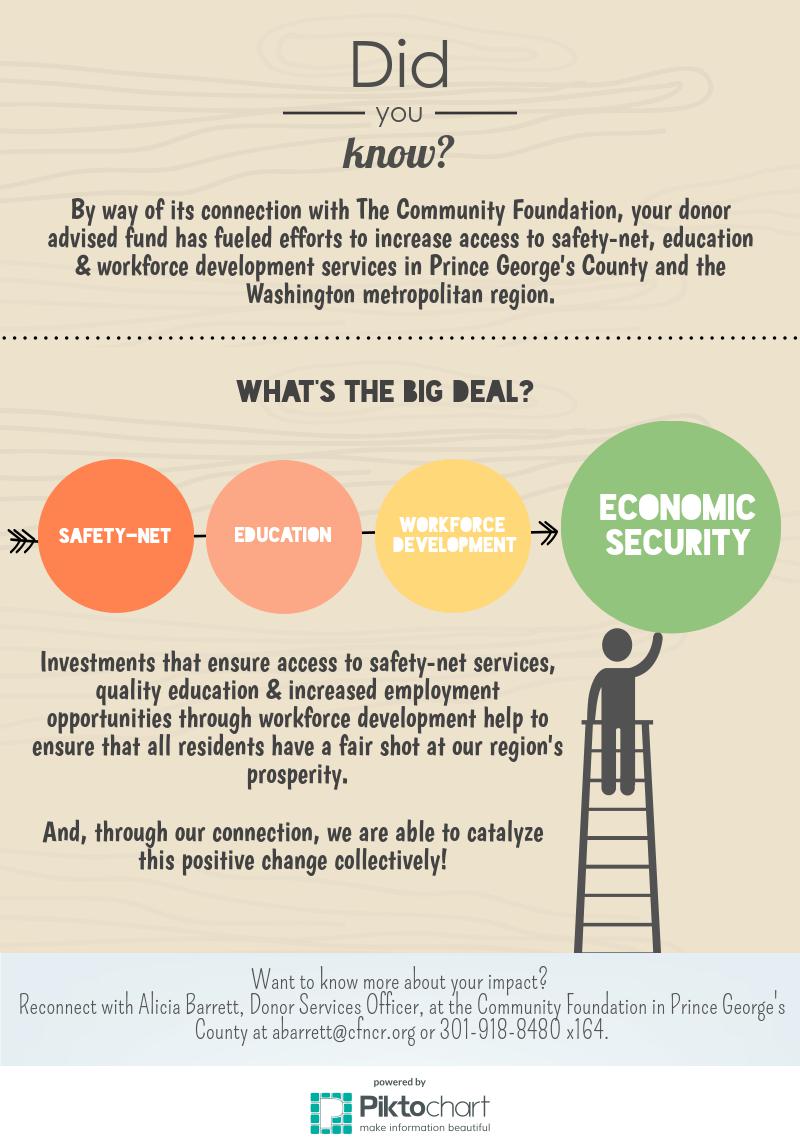 Did
you
know?
By way of its connection with The Community Foundation, your donor
advised fund has fueled efforts to increase access to safety-net, education
& workforce development services in Prince George's County and the
Washington metropolitan region.
WHAT'S THE BIG DEAL?
SAFETY-NET
EDUCATION
WORKFORCE
DEVELOPMENT
ECONOMIC
SECURITY
Investments that ensure access to safety-net services,
quality education & increased employment
opportunities through workforce development help to
ensure that all residents have a fair shot at our region's
prosperity.
And, through our connection, we are able to catalyze
this positive change collectively!
Want to know more about your impact?
Reconnect with Alicia Barrett, Donor Services Officer, at the Community Foundation in Prince George's
County at abarrett@cfncr.org or 301-918-8480 x164.
powered by
Piktochart
make information beautiful